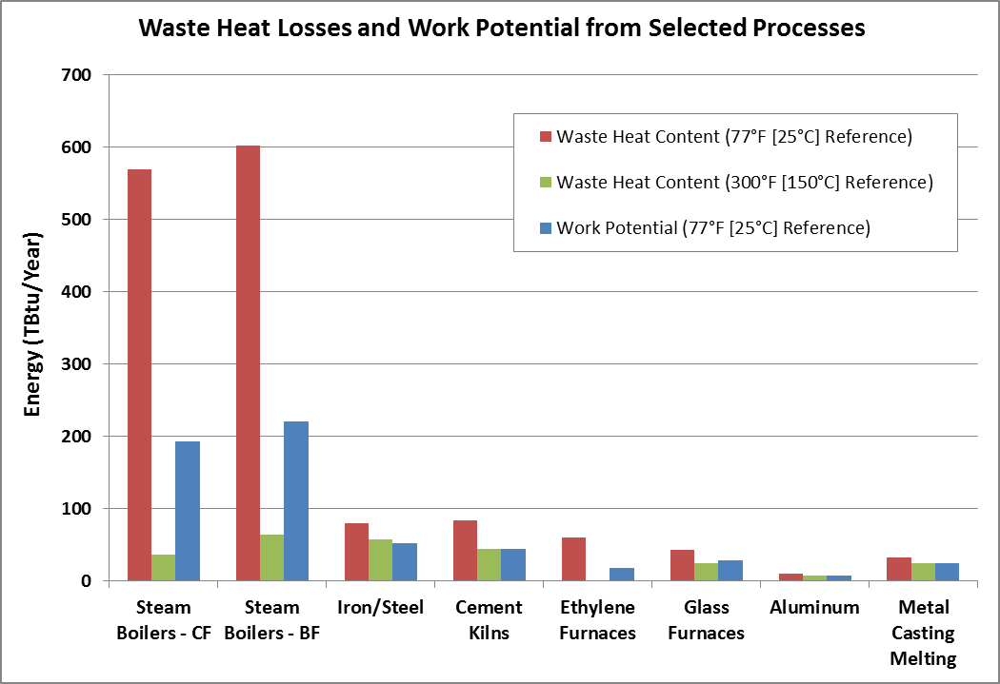 Waste Heat Losses and Work Potential from Selected Processes
Energy (TBtu/Year)
700
600
500
400
300
200
100
0
Waste Heat Content (77°F [25°C] Reference)
Waste Heat Content (300°F [150°C] Reference)
Work Potential (77°F [25°C] Reference)
Steam
Boilers - CF
Steam
Boilers - BF
Iron/Steel
Cement
Kilns
Ethylene
Furnaces
Glass
Furnaces
Aluminum
Metal
Casting
Melting